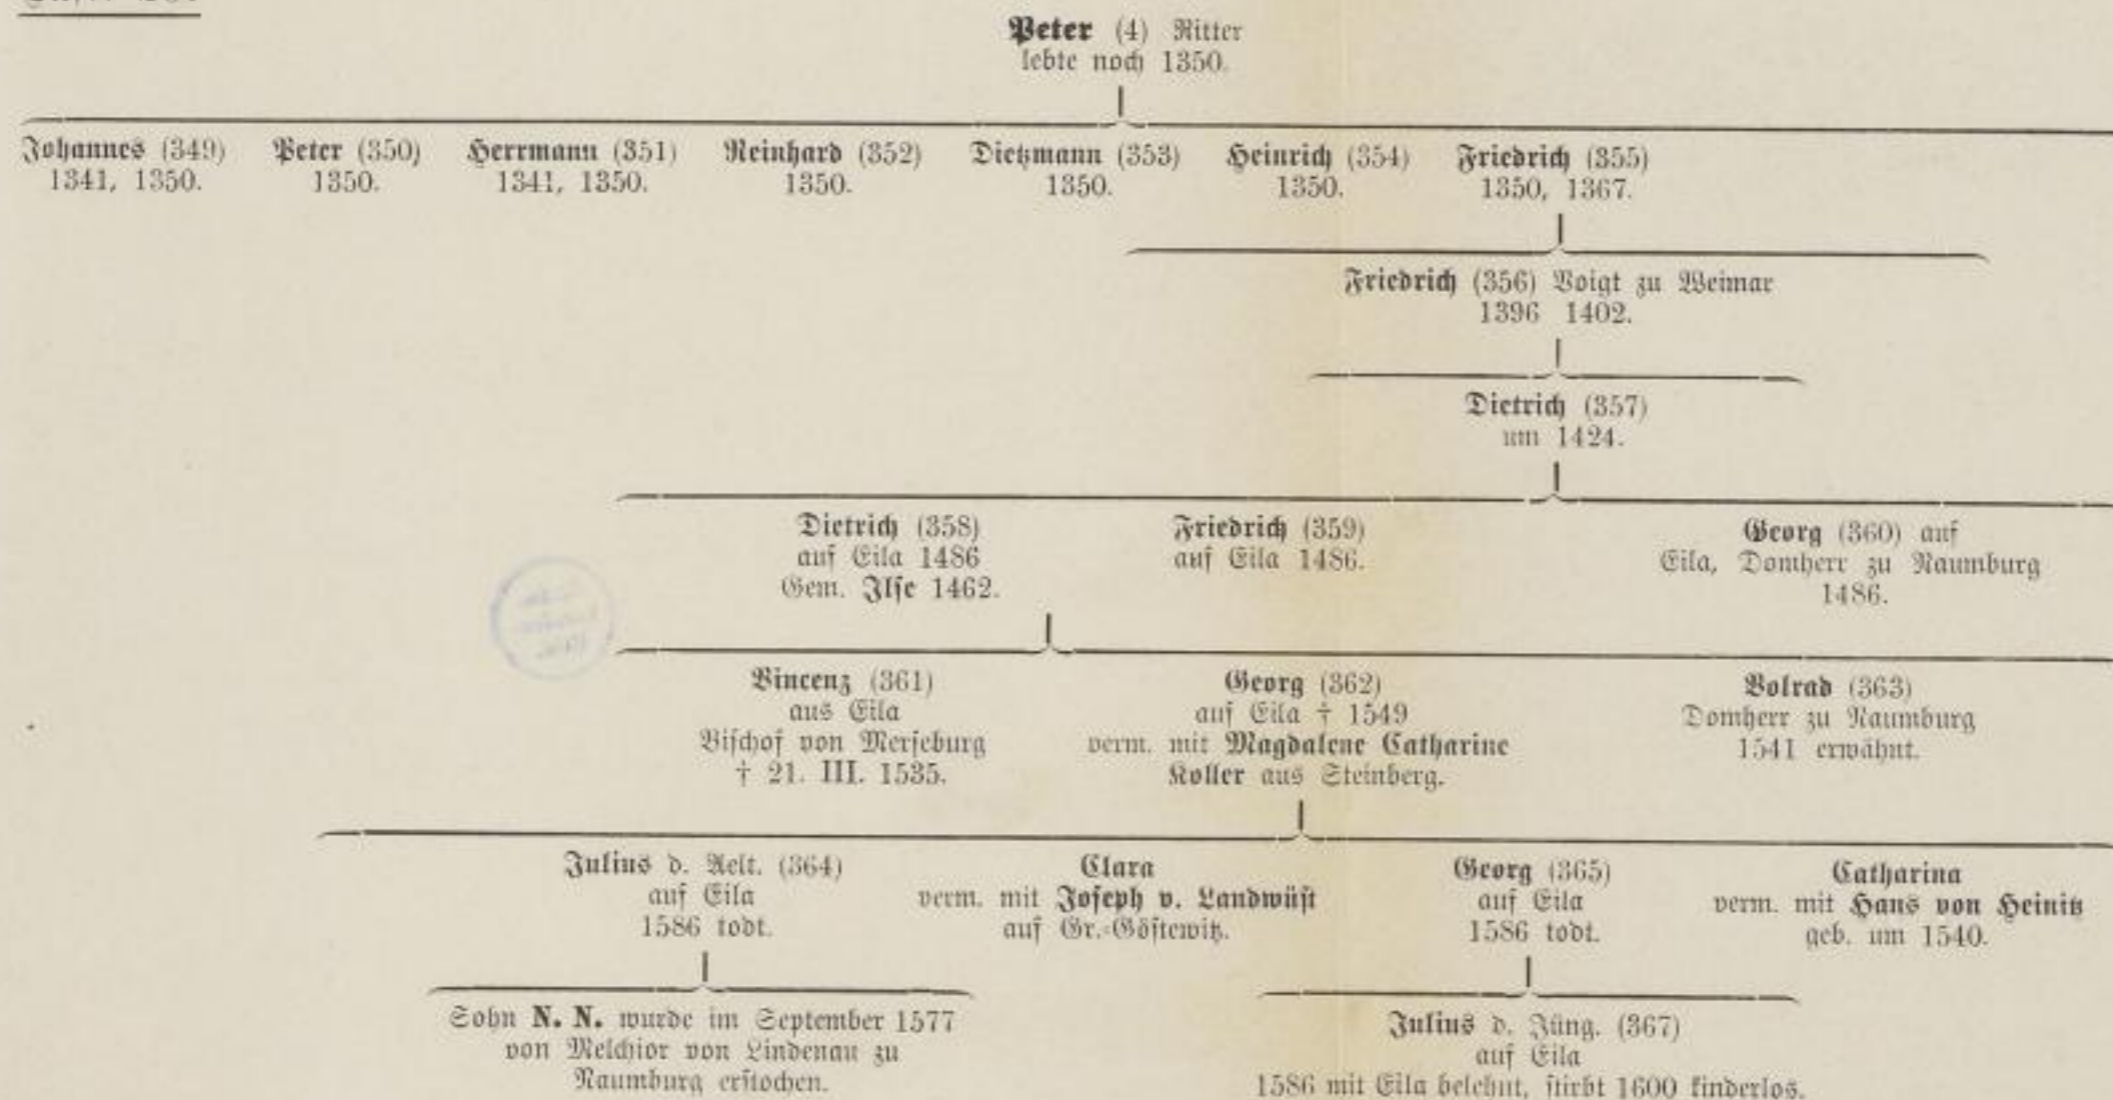 Peter (4) Ritter
lebte noch 1350.
Johannes (349) Peter (350) Herrmann (351) Reinhard (352) Dietzmann (353) Heinrich (354) Friedrich (355)
1341, 1350. 1350. 1341, 1350. 1350. 1350. 1350. 1350, 1367.
Friedrich (356) Voigt zu Weimar
1396 1402.
Dietrich (357)
um 1424.
Dietrich (358)
auf Eila 1486
Gem. Ilse 1462.
Friedrich (359)
auf Eila 1486.
Georg (360) auf
Eila, Domherr zu Naumburg
1486.
Vincenz (361)
aus Eila
Bischof von Merseburg
† 21. III. 1535.
Georg (362)
auf Eila † 1549
verm. mit Magdalene Catharine
Koller aus Steinberg.
Volrad (363)
Domherr zu Naumburg
1541 erwähnt.
Julius d. Aelt. (364)
auf Eila
1586 todt.
Clara
verm. mit Joseph v. Landwüst
auf Gr.-Göstewitz.
Georg (365)
auf Eila
1586 todt.
Catharina
verm. mit Hans von Heinitz
geb. um 1540.
Sohn N. N. wurde im September 1577
von Melchior von Lindenau zu
Naumburg erstochen.
Julius d. Jüng. (367)
auf Eila
1586 mit Eila belehnt, stirbt 1600 kinderlos.